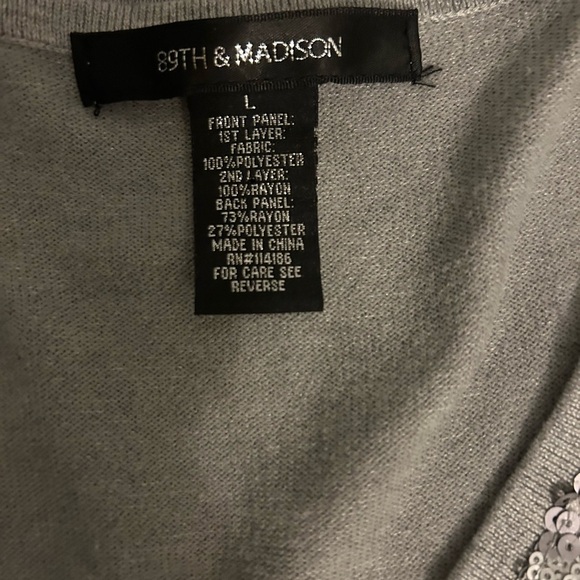 89TH & MADISON
L
FRONT PANEL:
1ST LAYER:
FABRIC:
100%POLYESTER
2ND LAYER:
100%RAYON
BACK PANEL:
73%RAYON
27%POLYESTER
MADE IN CHINA
RN#114186
FOR CARE SEE
REVERSE